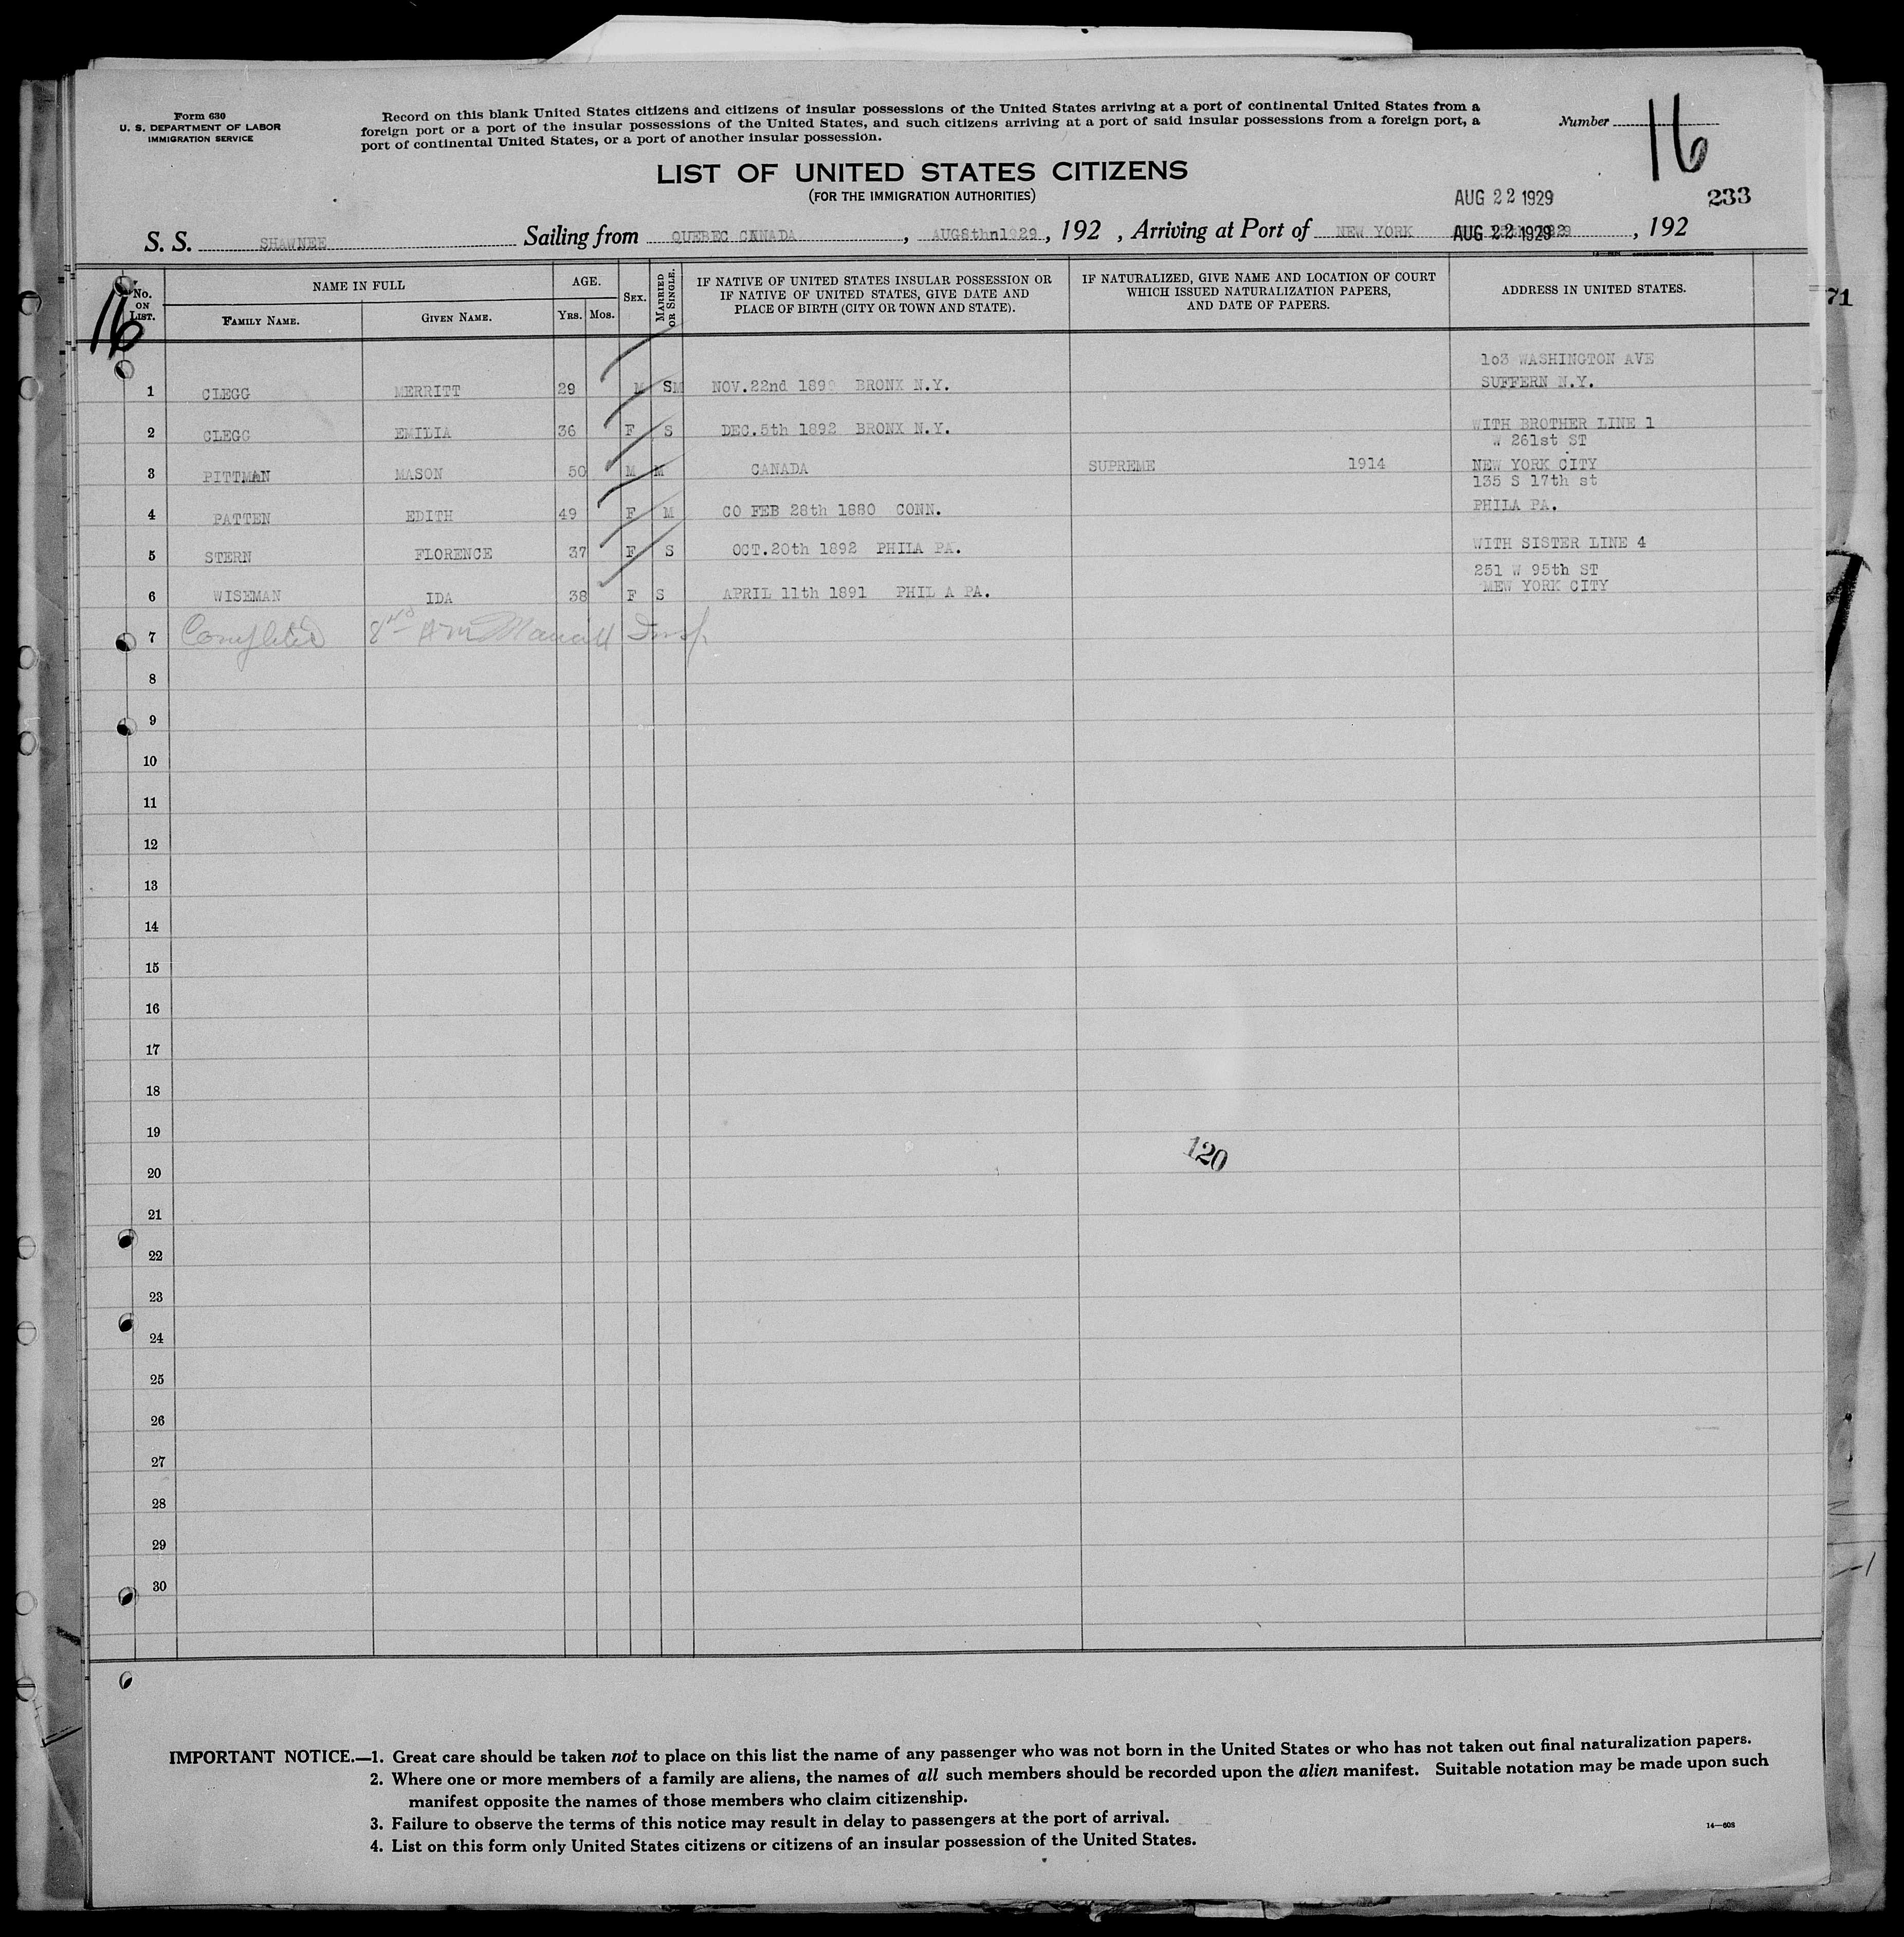 Form 630
U. S. DEPARTMENT OF LABOR
IMMIGRATION SERVICE
Record on this blank United States citizens and citizens of insular possessions of the United States arriving at a port of continental United States from a
foreign port or a port of the insular possessions of the United States, and such citizens arriving at a port of said insular possessions from a foreign port, a
port of continental United States, or a port of another insular possession.
Number 16
LIST OF UNITED STATES CITIZENS
(FOR THE IMMIGRATION AUTHORITIES)
AUG 22 1929 233
S. S. SHAWNEE Sailing from QUEBEC CANADA, AUG8thn1929, 192 , Arriving at Port of NEW YORK AUG 22 1929, 192
16
No. ON LIST. NAME IN FULL AGE. SEX. MARRIED OR SINGLE. IF NATIVE OF UNITED STATES INSULAR POSSESSION OR
IF NATIVE OF UNITED STATES, GIVE DATE AND
PLACE OF BIRTH (CITY OR TOWN AND STATE). IF NATURALIZED, GIVE NAME AND LOCATION OF COURT
WHICH ISSUED NATURALIZATION PAPERS,
AND DATE OF PAPERS. ADDRESS IN UNITED STATES.
FAMILY NAME. GIVEN NAME. YRS. MOS.
71
103 WASHINGTON AVE
1 CLEGG MERRITT 29 M SM NOV.22nd 1899 BRONX N.Y. SUFFERN N.Y.
2 CLEGG EMILIA 36 F S DEC.5th 1892 BRONX N.Y. WITH BROTHER LINE 1
W 261st ST
3 PITTMAN MASON 50 M M CANADA SUPREME 1914 NEW YORK CITY
135 S 17th st
4 PATTEN EDITH 49 F M CO FEB 28th 1880 CONN. PHILA PA.
5 STERN FLORENCE 37 F S OCT.20th 1892 PHILA PA. WITH SISTER LINE 4
251 W 95th ST
6 WISEMAN IDA 38 F S APRIL 11th 1891 PHIL A PA. MEW YORK CITY
7 Completed Insp.
8
9
10
11
12
13
14
15
16
17
18
19
120
20
21
22
23
24
25
26
27
28
29
30
IMPORTANT NOTICE.—1. Great care should be taken not to place on this list the name of any passenger who was not born in the United States or who has not taken out final naturalization papers.
2. Where one or more members of a family are aliens, the names of all such members should be recorded upon the alien manifest. Suitable notation may be made upon such
manifest opposite the names of those members who claim citizenship.
3. Failure to observe the terms of this notice may result in delay to passengers at the port of arrival.
4. List on this form only United States citizens or citizens of an insular possession of the United States.
14—608